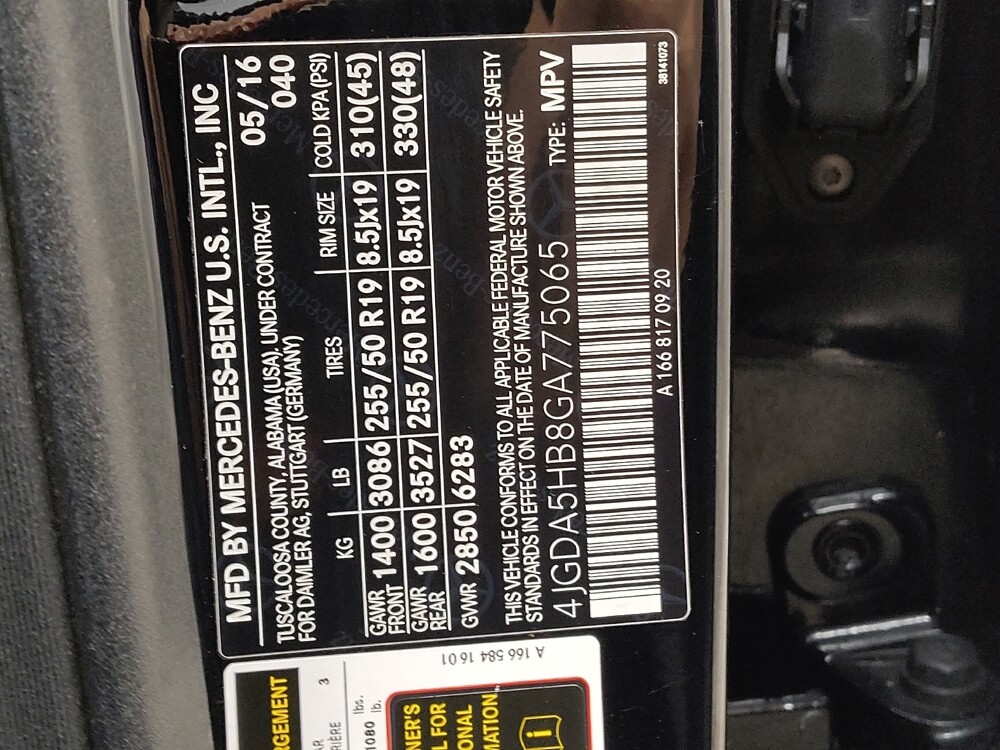 MFD BY MERCEDES-BENZ U.S. INTL., INC
TUSCALOOSA COUNTY, ALABAMA (USA), UNDER CONTRACT 05/16
FOR DAIMLER AG, STUTTGART (GERMANY) 040
KG LB TIRES RIM SIZE COLD KPA (PSI)
GAWR FRONT 1400 3086 255/50 R19 8.5Jx19 310(45)
GAWR REAR 1600 3527 255/50 R19 8.5Jx19 330(48)
GVWR 2850 6283
THIS VEHICLE CONFORMS TO ALL APPLICABLE FEDERAL MOTOR VEHICLE SAFETY
STANDARDS IN EFFECT ON THE DATE OF MANUFACTURE SHOWN ABOVE.
4JGDA5HB8GA775065 TYPE: MPV
A 166 817 09 20
38141073
A 166 584 16 01
3
1080 lbs.
lb.